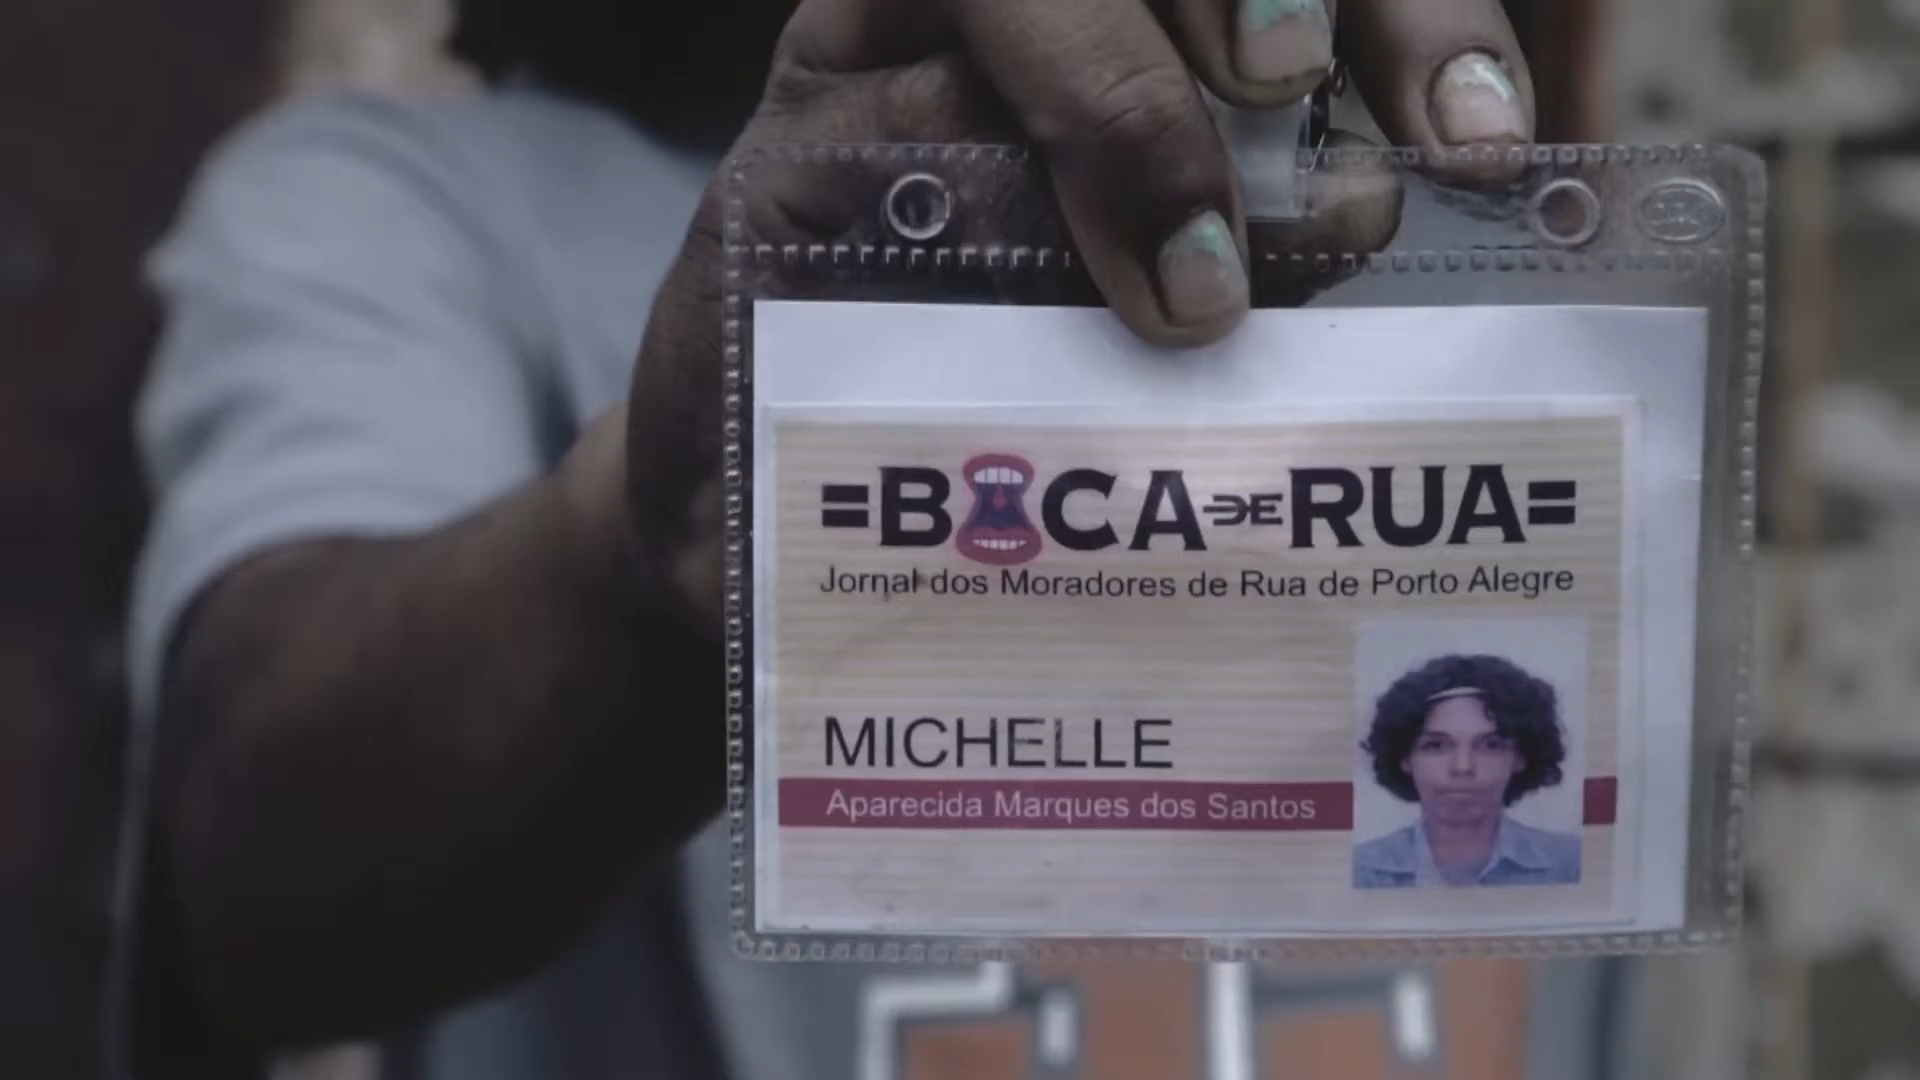 =BOCA DE RUA=
Jornal dos Moradores de Rua de Porto Alegre
MICHELLE
Aparecida Marques dos Santos